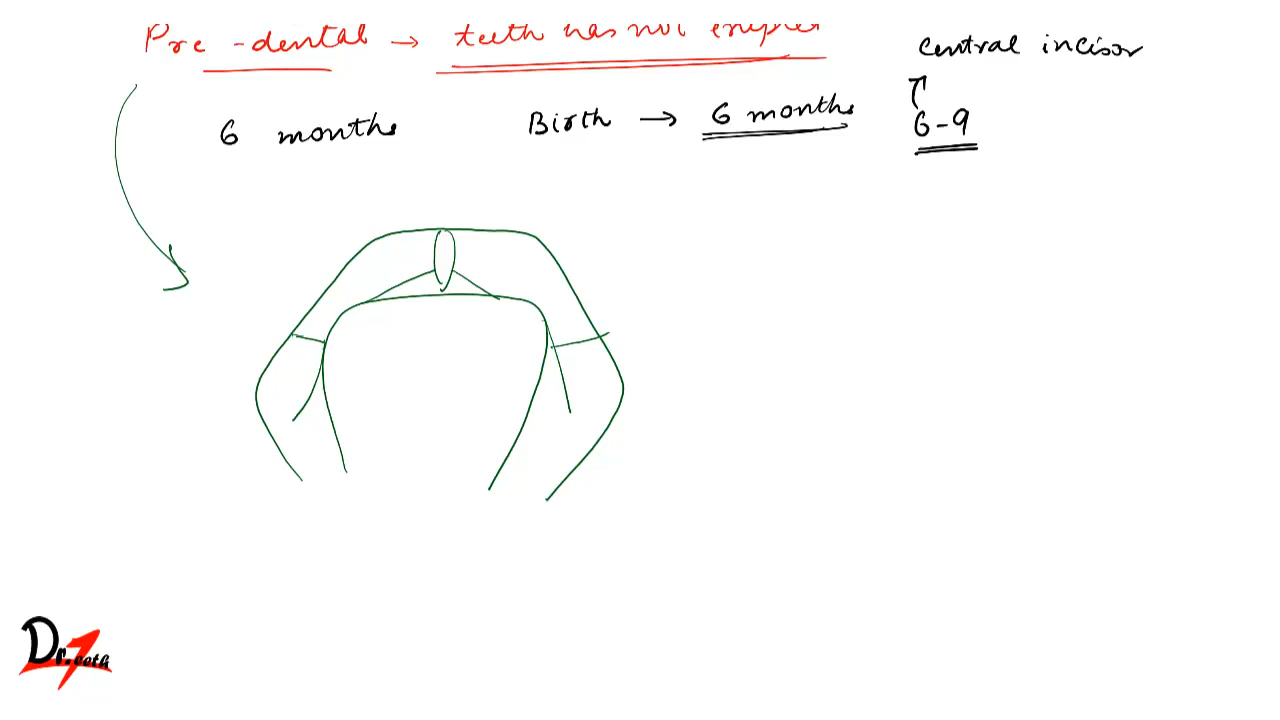 Pre-dental → teeth has not erupted
central incisor
6 months Birth → 6 months 6-9
Dr.